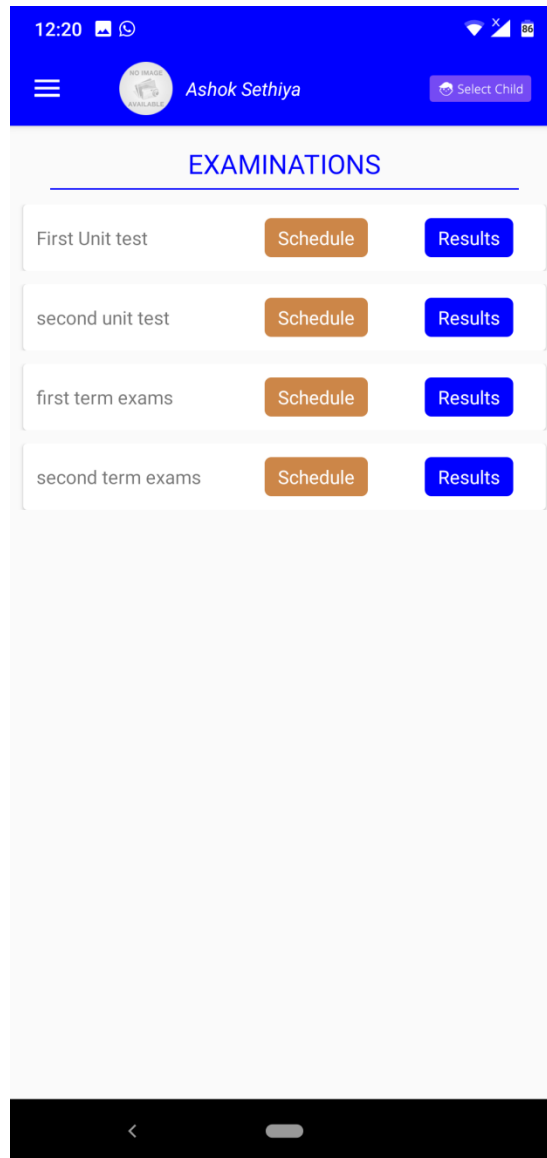 12:20 86
NO IMAGE
AVAILABLE
Ashok Sethiya Select Child
EXAMINATIONS
First Unit test Schedule Results
second unit test Schedule Results
first term exams Schedule Results
second term exams Schedule Results